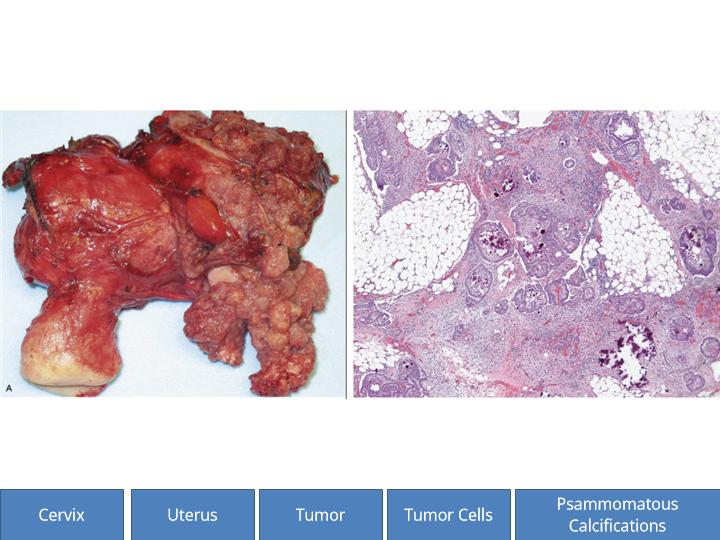 A
Cervix
Uterus
Tumor
Tumor Cells
Psammomatous
Calcifications